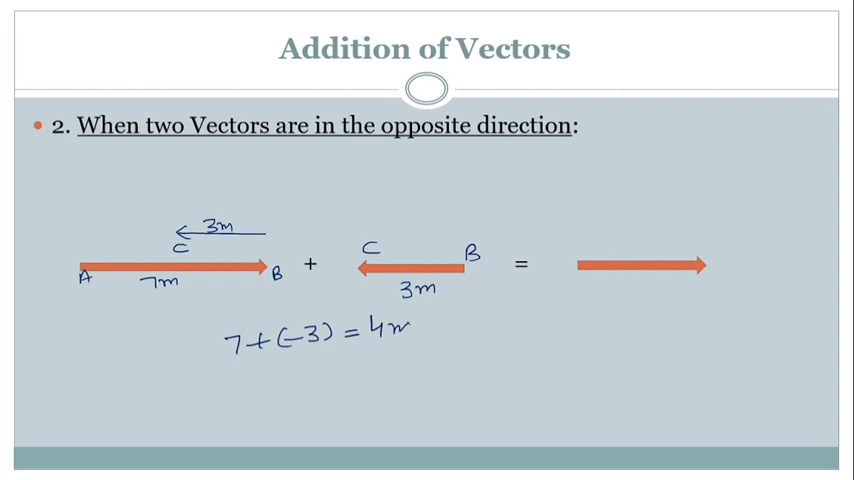 Addition of Vectors
2. When two Vectors are in the opposite direction:
3m
C
A 7m B + C B 3m =
7+(-3) = 4m